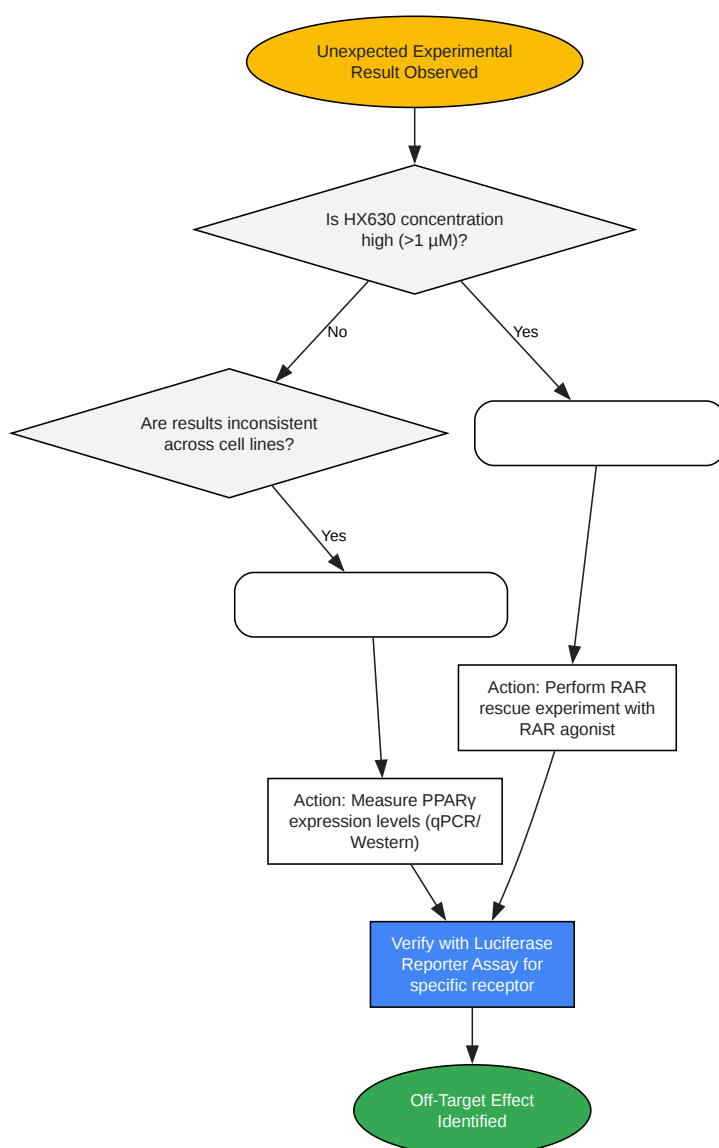 Unexpected Experimental
Result Observed
Is HX630 concentration
high (>1 µM)?
No
Yes
Are results inconsistent
across cell lines?
Yes
Action: Perform RAR
rescue experiment with
RAR agonist
Action: Measure PPARγ
expression levels (qPCR/
Western)
Verify with Luciferase
Reporter Assay for
specific receptor
Off-Target Effect
Identified